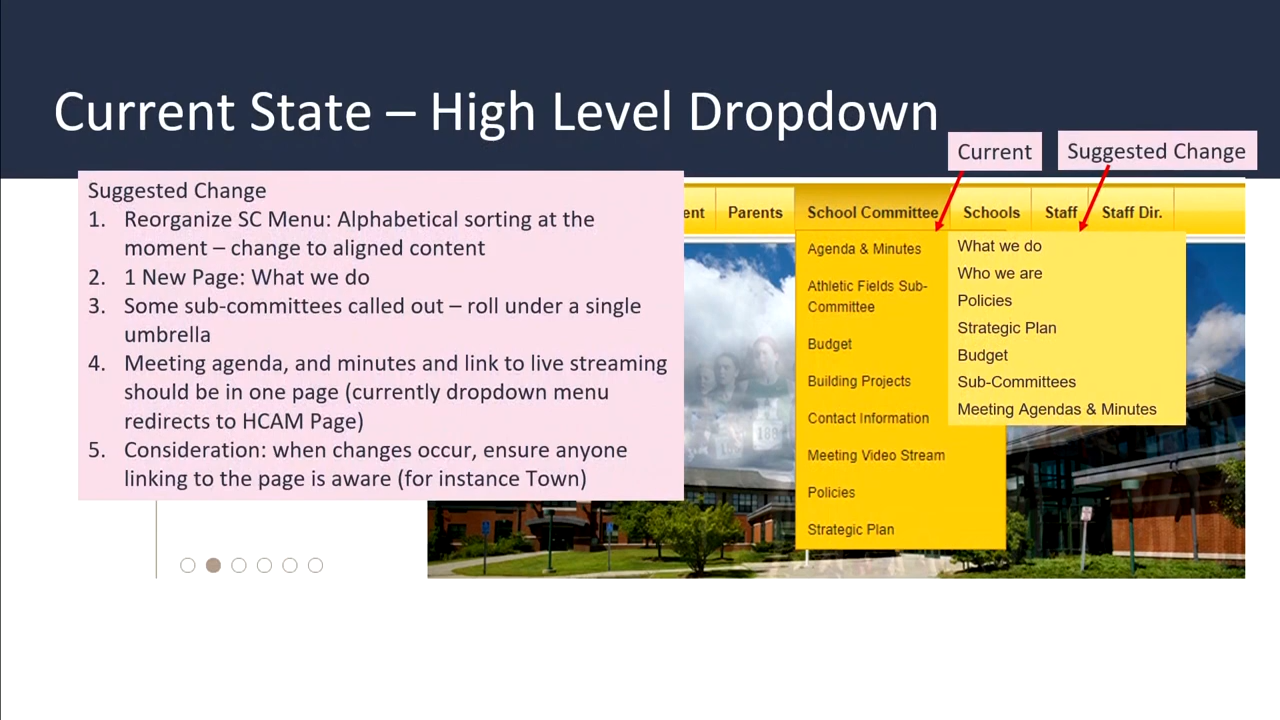 Current State – High Level Dropdown
Current
Suggested Change
Suggested Change
1. Reorganize SC Menu: Alphabetical sorting at the
moment – change to aligned content
2. 1 New Page: What we do
3. Some sub-committees called out – roll under a single
umbrella
4. Meeting agenda, and minutes and link to live streaming
should be in one page (currently dropdown menu
redirects to HCAM Page)
5. Consideration: when changes occur, ensure anyone
linking to the page is aware (for instance Town)
ent Parents School Committee Schools Staff Staff Dir.
Agenda & Minutes
Athletic Fields Sub-
Committee
Budget
Building Projects
Contact Information
Meeting Video Stream
Policies
Strategic Plan
What we do
Who we are
Policies
Strategic Plan
Budget
Sub-Committees
Meeting Agendas & Minutes
188